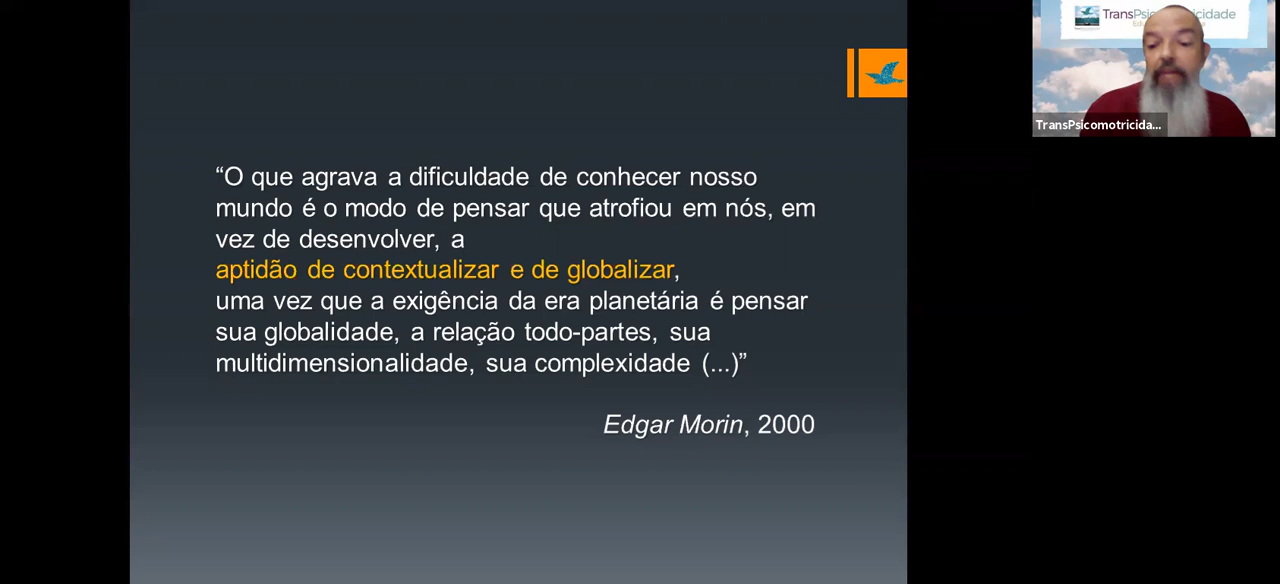 “O que agrava a dificuldade de conhecer nosso
mundo é o modo de pensar que atrofiou em nós, em
vez de desenvolver, a
aptidão de contextualizar e de globalizar,
uma vez que a exigência da era planetária é pensar
sua globalidade, a relação todo-partes, sua
multidimensionalidade, sua complexidade (...)”
Edgar Morin, 2000
TransPsi
cidade
TransPsicomotricida...